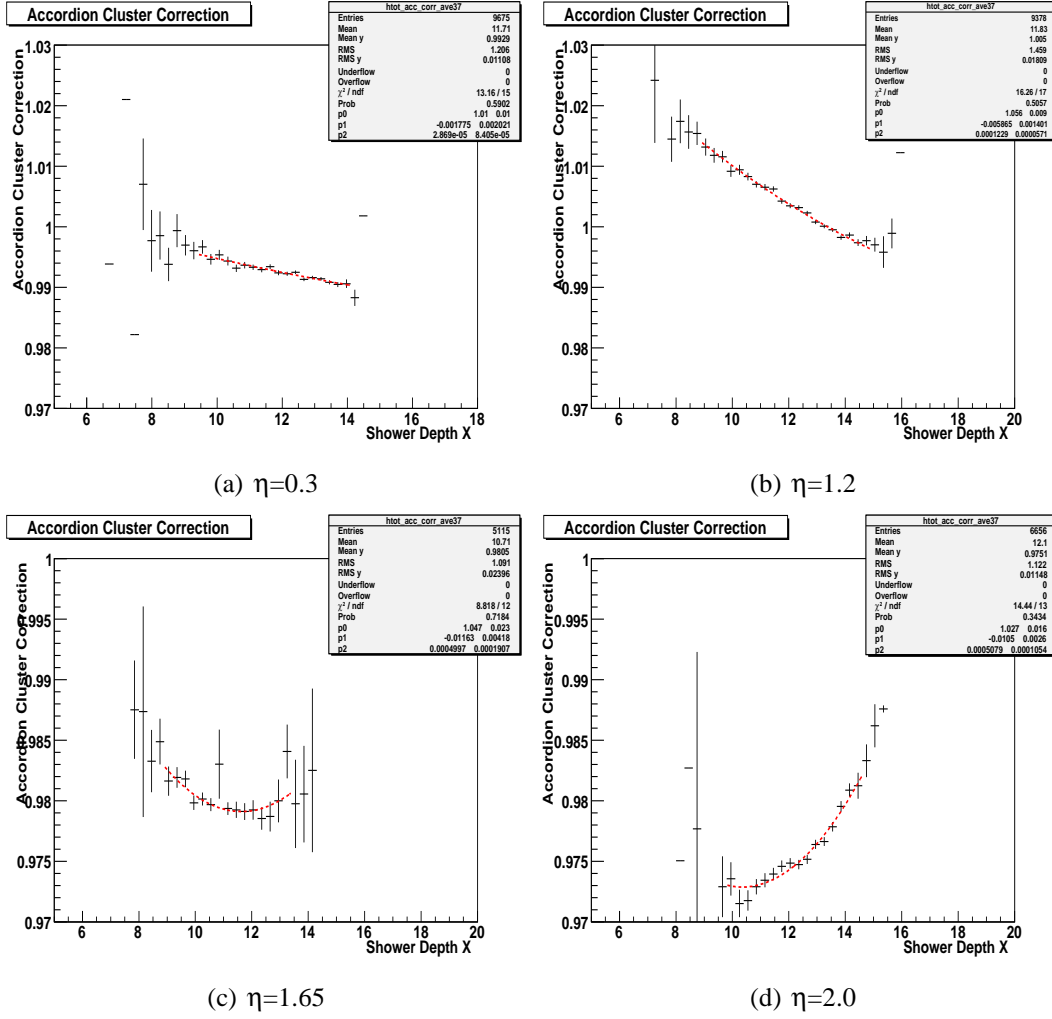 Accordion Cluster Correction
htot_acc_corr_ave37
Entries 9675
Mean 11.71
Mean y 0.9929
RMS 1.206
RMS y 0.01108
Underflow 0
Overflow 0
χ² / ndf 13.16 / 15
Prob 0.5902
p0 1.01 0.01
p1 -0.001775 0.002021
p2 2.869e-05 8.405e-05
Accordion Cluster Correction
1.03
1.02
1.01
1
0.99
0.98
0.97
6 8 10 12 14 16 18
Shower Depth X
(a) η=0.3
Accordion Cluster Correction
htot_acc_corr_ave37
Entries 9378
Mean 11.83
Mean y 1.005
RMS 1.459
RMS y 0.01809
Underflow 0
Overflow 0
χ² / ndf 16.26 / 17
Prob 0.5057
p0 1.056 0.009
p1 -0.005865 0.001401
p2 0.0001229 0.0000571
Accordion Cluster Correction
1.03
1.02
1.01
1
0.99
0.98
0.97
6 8 10 12 14 16 18 20
Shower Depth X
(b) η=1.2
Accordion Cluster Correction
htot_acc_corr_ave37
Entries 5115
Mean 10.71
Mean y 0.9805
RMS 1.091
RMS y 0.02396
Underflow 0
Overflow 0
χ² / ndf 8.818 / 12
Prob 0.7184
p0 1.047 0.023
p1 -0.01163 0.00418
p2 0.0004997 0.0001907
Accordion Cluster Correction
1
0.995
0.99
0.985
0.98
0.975
0.97
6 8 10 12 14 16 18 20
Shower Depth X
(c) η=1.65
Accordion Cluster Correction
htot_acc_corr_ave37
Entries 6656
Mean 12.1
Mean y 0.9751
RMS 1.122
RMS y 0.01148
Underflow 0
Overflow 0
χ² / ndf 14.44 / 13
Prob 0.3434
p0 1.027 0.016
p1 -0.0105 0.0026
p2 0.0005079 0.0001054
Accordion Cluster Correction
1
0.995
0.99
0.985
0.98
0.975
0.97
6 8 10 12 14 16 18 20
Shower Depth X
(d) η=2.0